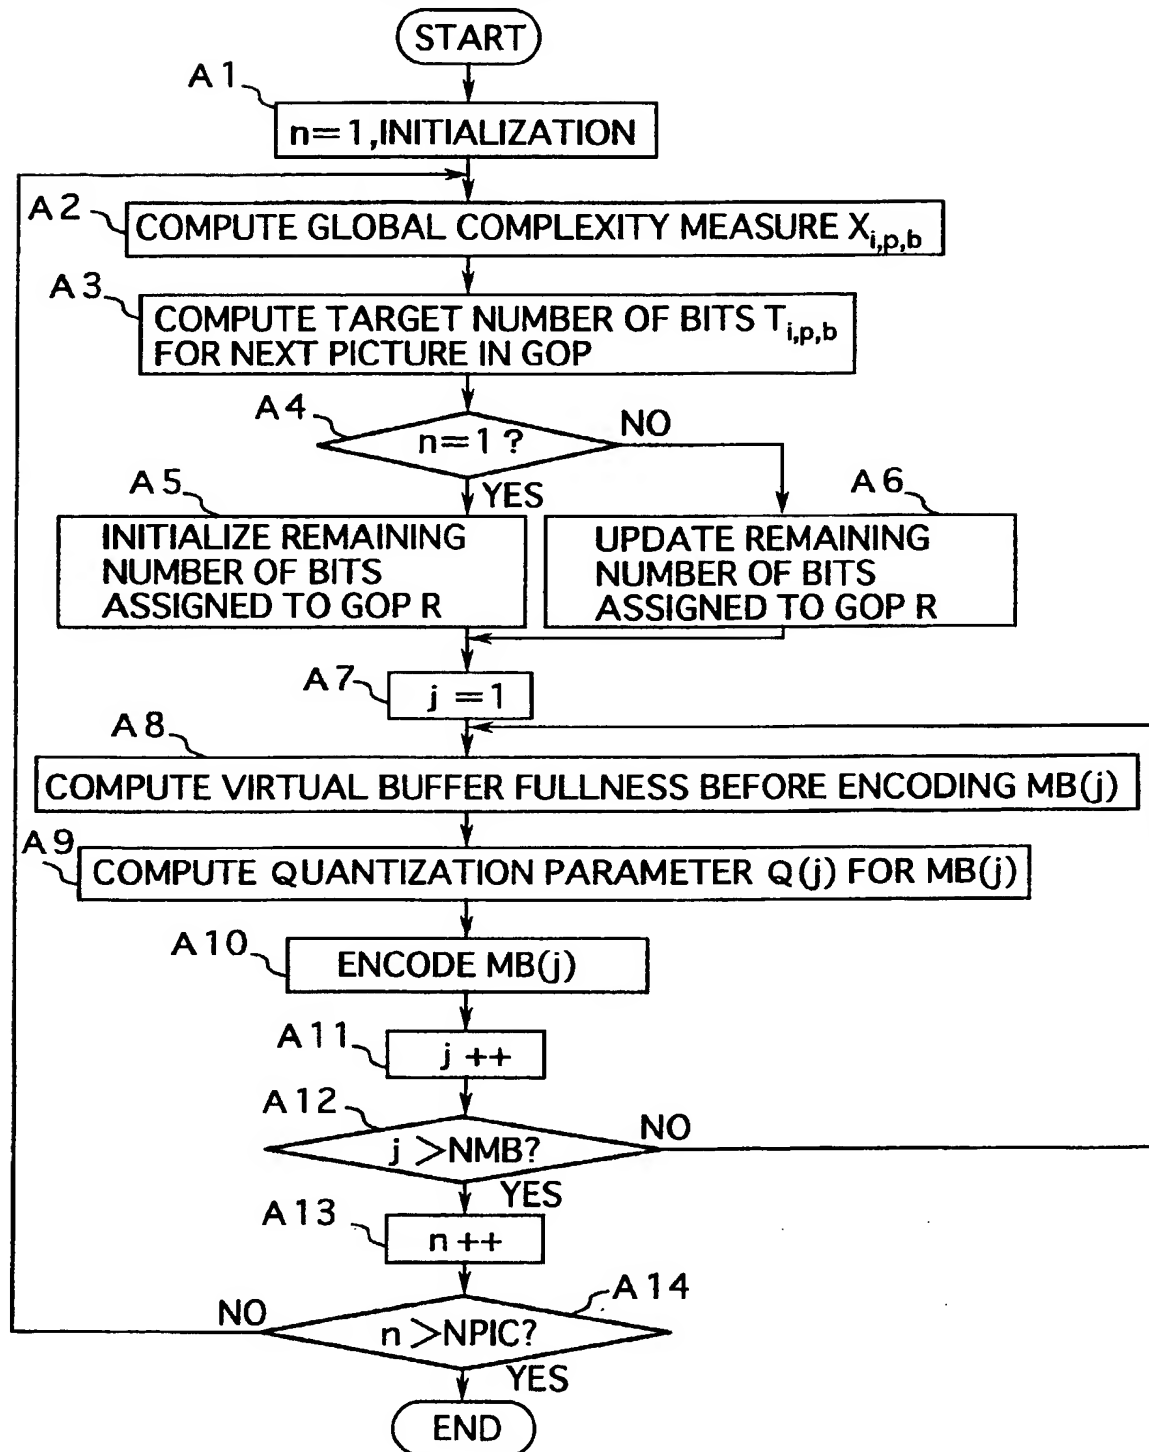 START
A1
n=1,INITIALIZATION
A2
COMPUTE GLOBAL COMPLEXITY MEASURE Xi,p,b
A3
COMPUTE TARGET NUMBER OF BITS Ti,p,b
FOR NEXT PICTURE IN GOP
A4
n=1?
NO
YES
A5
INITIALIZE REMAINING
NUMBER OF BITS
ASSIGNED TO GOP R
A6
UPDATE REMAINING
NUMBER OF BITS
ASSIGNED TO GOP R
A7
j=1
A8
COMPUTE VIRTUAL BUFFER FULLNESS BEFORE ENCODING MB(j)
A9
COMPUTE QUANTIZATION PARAMETER Q(j) FOR MB(j)
A10
ENCODE MB(j)
A11
j++
A12
j>NMB?
NO
YES
A13
n++
A14
n>NPIC?
NO
YES
END